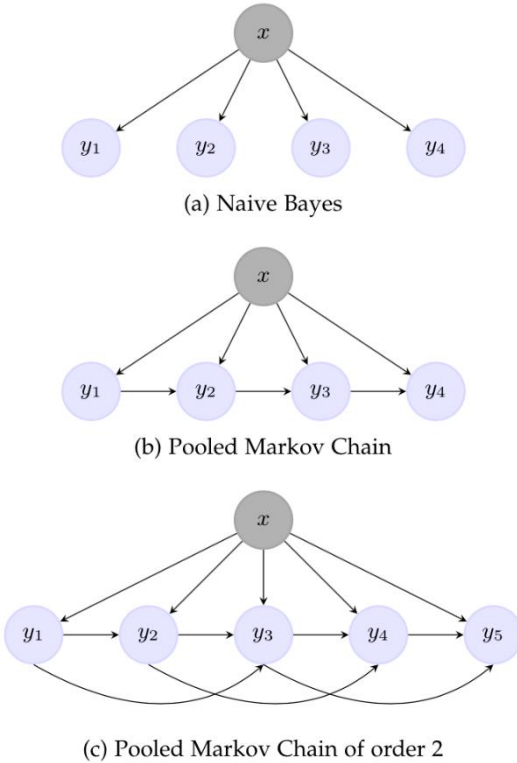 x
y₁ y₂ y₃ y₄
(a) Naive Bayes
x
y₁ y₂ y₃ y₄
(b) Pooled Markov Chain
x
y₁ y₂ y₃ y₄ y₅
(c) Pooled Markov Chain of order 2